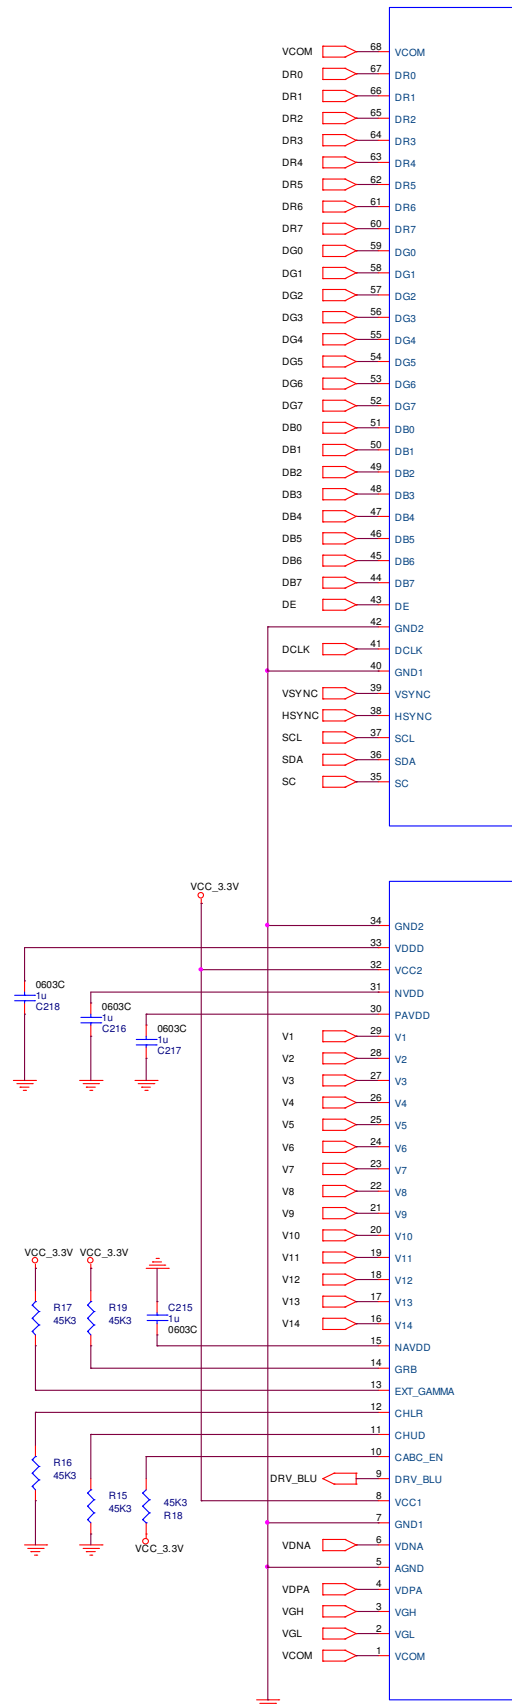 VCOM 68 VCOM
DR0 67 DR0
DR1 66 DR1
DR2 65 DR2
DR3 64 DR3
DR4 63 DR4
DR5 62 DR5
DR6 61 DR6
DR7 60 DR7
DG0 59 DG0
DG1 58 DG1
DG2 57 DG2
DG3 56 DG3
DG4 55 DG4
DG5 54 DG5
DG6 53 DG6
DG7 52 DG7
DB0 51 DB0
DB1 50 DB1
DB2 49 DB2
DB3 48 DB3
DB4 47 DB4
DB5 46 DB5
DB6 45 DB6
DB7 44 DB7
DE 43 DE
42 GND2
DCLK 41 DCLK
40 GND1
VSYNC 39 VSYNC
HSYNC 38 HSYNC
SCL 37 SCL
SDA 36 SDA
SC 35 SC
VCC_3.3V
34 GND2
33 VDDD
32 VCC2
31 NVDD
30 PAVDD
0603C
1u
C218
0603C
1u
C216
0603C
1u
C217
V1 29 V1
V2 28 V2
V3 27 V3
V4 26 V4
V5 25 V5
V6 24 V6
V7 23 V7
V8 22 V8
V9 21 V9
V10 20 V10
V11 19 V11
V12 18 V12
V13 17 V13
V14 16 V14
VCC_3.3V VCC_3.3V
R17
45K3
R19
45K3
C215
1u
0603C
15 NAVDD
14 GRB
13 EXT_GAMMA
12 CHLR
11 CHUD
10 CABC_EN
DRV_BLU 9 DRV_BLU
8 VCC1
7 GND1
R16
45K3
R15
45K3
45K3
R18
VCC_3.3V
VDNA 6 VDNA
5 AGND
VDPA 4 VDPA
VGH 3 VGH
VGL 2 VGL
VCOM 1 VCOM